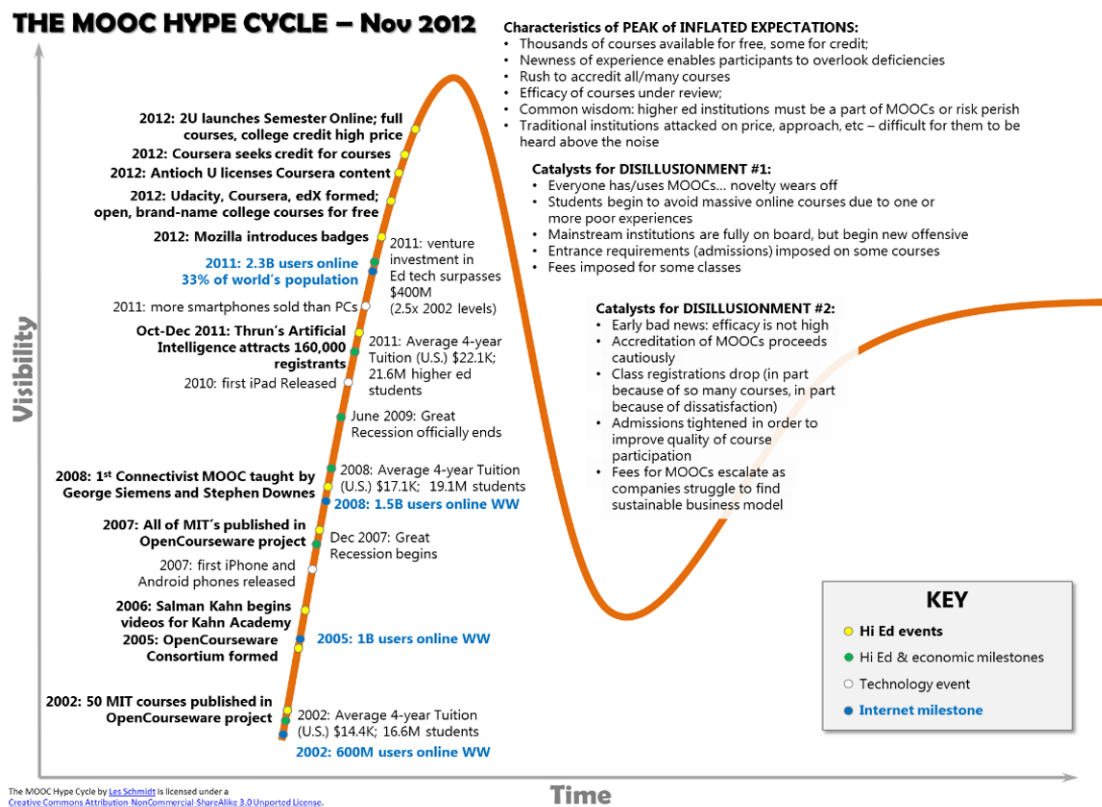 THE MOOC HYPE CYCLE – Nov 2012
Characteristics of PEAK of INFLATED EXPECTATIONS:
• Thousands of courses available for free, some for credit;
• Newness of experience enables participants to overlook deficiencies
• Rush to accredit all/many courses
• Efficacy of courses under review;
• Common wisdom: higher ed institutions must be a part of MOOCs or risk perish
• Traditional institutions attacked on price, approach, etc – difficult for them to be
heard above the noise
Catalysts for DISILLUSIONMENT #1:
• Everyone has/uses MOOCs... novelty wears off
• Students begin to avoid massive online courses due to one or
more poor experiences
• Mainstream institutions are fully on board, but begin new offensive
• Entrance requirements (admissions) imposed on some courses
• Fees imposed for some classes
Catalysts for DISILLUSIONMENT #2:
• Early bad news: efficacy is not high
• Accreditation of MOOCs proceeds
cautiously
• Class registrations drop (in part
because of so many courses, in part
because of dissatisfaction)
• Admissions tightened in order to
improve quality of course
participation
• Fees for MOOCs escalate as
companies struggle to find
sustainable business model
2012: 2U launches Semester Online; full
courses, college credit high price
2012: Coursera seeks credit for courses
2012: Antioch U licenses Coursera content
2012: Udacity, Coursera, edX formed;
open, brand-name college courses for free
2012: Mozilla introduces badges
2011: venture
investment in
Ed tech surpasses
$400M
(2.5x 2002 levels)
2011: 2.3B users online
33% of world's population
2011: more smartphones sold than PCs
Oct-Dec 2011: Thrun's Artificial
Intelligence attracts 160,000
registrants
2011: Average 4-year
Tuition (U.S.) $22.1K;
21.6M higher ed
students
2010: first iPad Released
June 2009: Great
Recession officially ends
2008: 1st Connectivist MOOC taught by
George Siemens and Stephen Downes
2008: Average 4-year Tuition
(U.S.) $17.1K; 19.1M students
2008: 1.5B users online WW
2007: All of MIT's published in
OpenCourseware project
Dec 2007: Great
Recession begins
2007: first iPhone and
Android phones released
2006: Salman Kahn begins
videos for Kahn Academy
2005: OpenCourseware
Consortium formed
2005: 1B users online WW
2002: 50 MIT courses published in
OpenCourseware project
2002: Average 4-year Tuition
(U.S.) $14.4K; 16.6M students
2002: 600M users online WW
Visibility
Time
KEY
Hi Ed events
Hi Ed & economic milestones
Technology event
Internet milestone
The MOOC Hype Cycle by Les Schmidt is licensed under a
Creative Commons Attribution-NonCommercial-ShareAlike 3.0 Unported License.